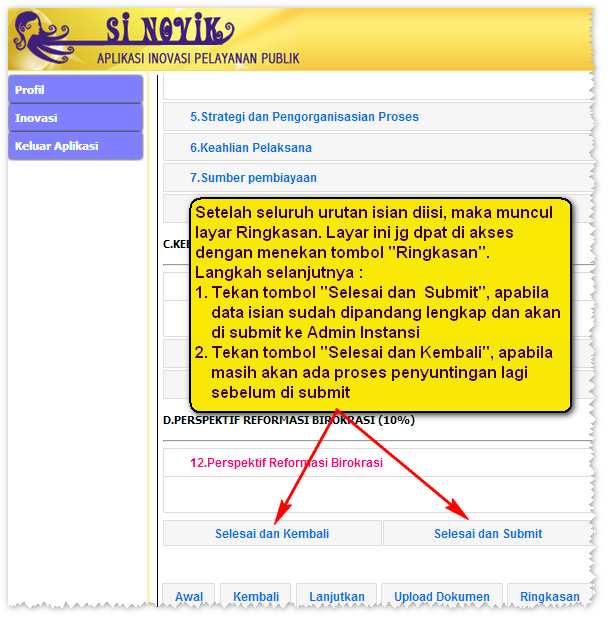 SI NOVIK
APLIKASI INOVASI PELAYANAN PUBLIK
Profil
Inovasi
Keluar Aplikasi
5.Strategi dan Pengorganisasian Proses
6.Keahlian Pelaksana
7.Sumber pembiayaan
Setelah seluruh urutan isian diisi, maka muncul
layar Ringkasan. Layar ini jg dpat di akses
dengan menekan tombol "Ringkasan".
Langkah selanjutnya :
1. Tekan tombol "Selesai dan Submit", apabila
data isian sudah dipandang lengkap dan akan
di submit ke Admin Instansi
2. Tekan tombol "Selesai dan Kembali", apabila
masih akan ada proses penyuntingan lagi
sebelum di submit
D.PERSPEKTIF REFORMASI BIROKRASI (10%)
12.Perspektif Reformasi Birokrasi
Selesai dan Kembali
Selesai dan Submit
Awal
Kembali
Lanjutkan
Upload Dokumen
Ringkasan